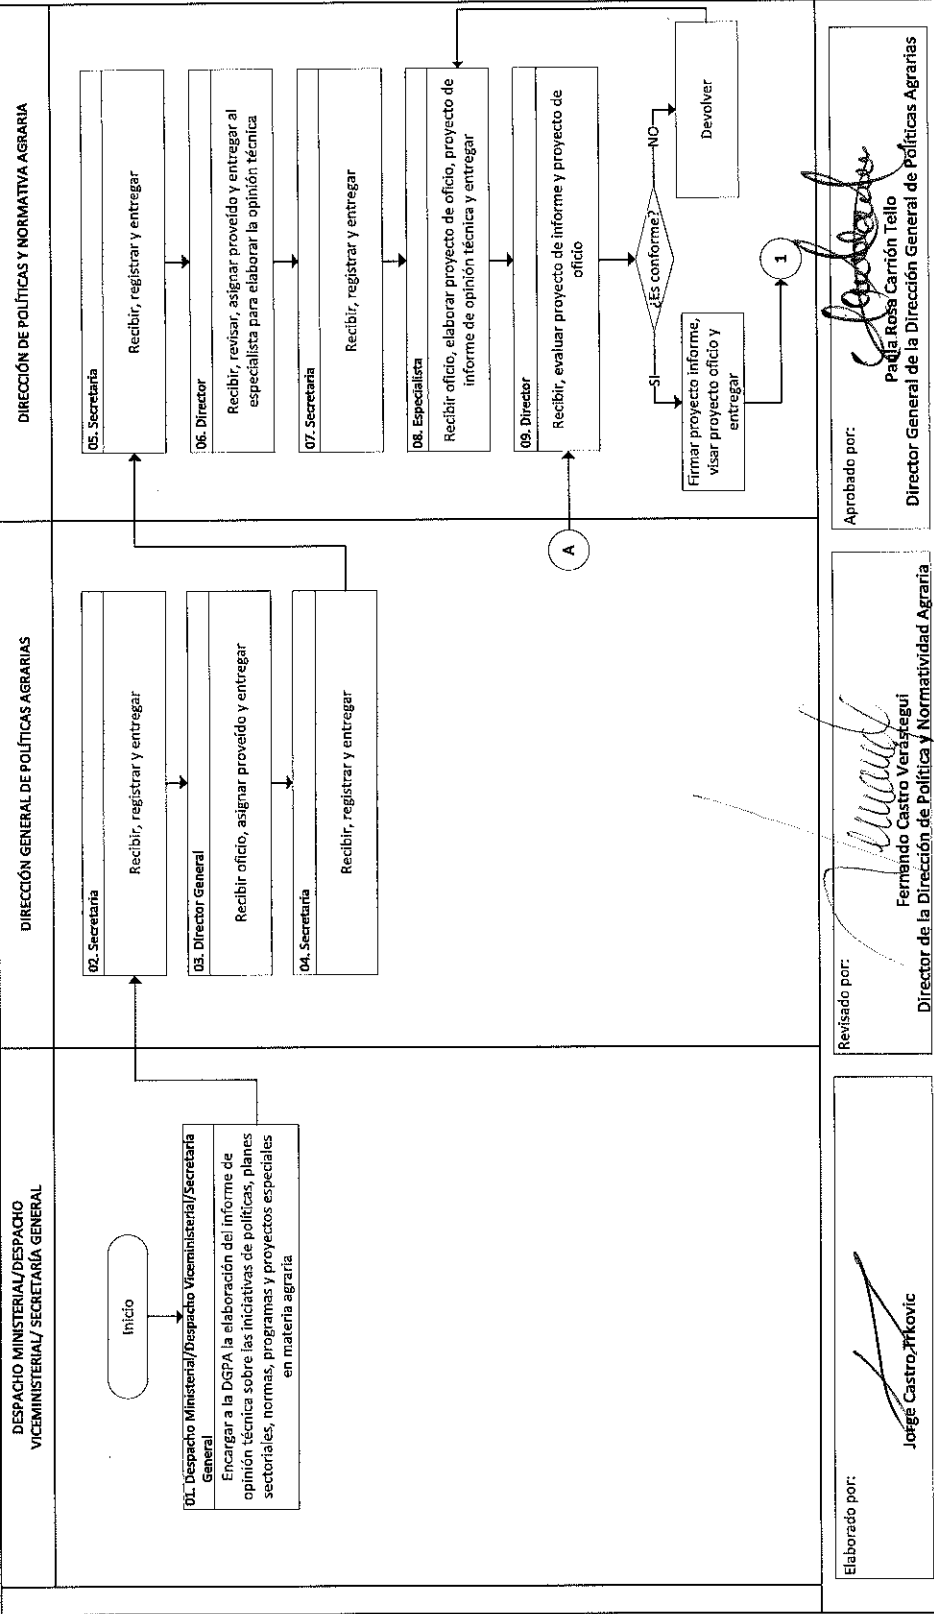 DESPACHO MINISTERIAL/DESPACHO
VICEMINISTERIAL/ SECRETARÍA GENERAL
DIRECCIÓN GENERAL DE POLÍTICAS AGRARIAS
DIRECCIÓN DE POLÍTICAS Y NORMATIVA AGRARIA
Inicio
01. Despacho Ministerial/Despacho Viceministerial/Secretaria
General
Encargar a la DGPA la elaboración del informe de
opinión técnica sobre las iniciativas de políticas, planes
sectoriales, normas, programas y proyectos especiales
en materia agraria
02. Secretaria
Recibir, registrar y entregar
03. Director General
Recibir oficio, asignar proveído y entregar
04. Secretaria
Recibir, registrar y entregar
05. Secretaria
Recibir, registrar y entregar
06. Director
Recibir, revisar, asignar proveído y entregar al
especialista para elaborar la opinión técnica
07. Secretaria
Recibir, registrar y entregar
08. Especialista
Recibir oficio, elaborar proyecto de oficio, proyecto de
informe de opinión técnica y entregar
A
09. Director
Recibir, evaluar proyecto de informe y proyecto de
oficio
¿Es conforme?
SI
NO
Firmar proyecto informe,
visar proyecto oficio y
entregar
Devolver
1
Elaborado por:
Jorge Castro Trkovic
Revisado por:
Fernando Castro Verástegui
Director de la Dirección de Política y Normatividad Agraria
Aprobado por:
Paula Rosa Carrión Tello
Director General de la Dirección General de Políticas Agrarias